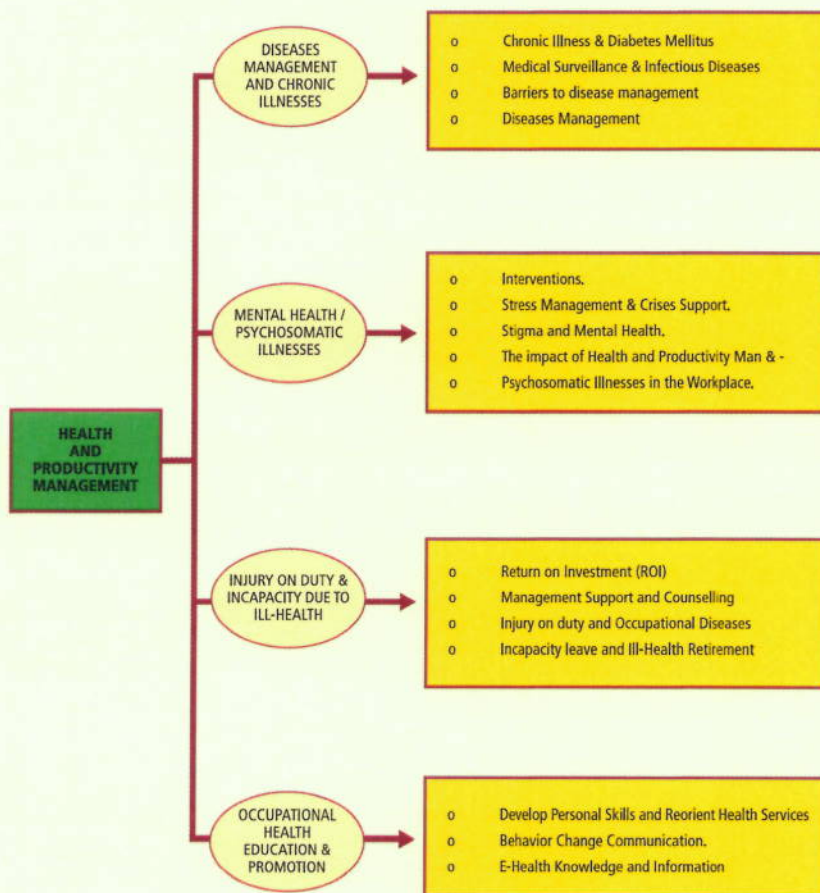 DISEASES
MANAGEMENT
AND CHRONIC
ILLNESSES
o Chronic Illness & Diabetes Mellitus
o Medical Surveillance & Infectious Diseases
o Barriers to disease management
o Diseases Management
MENTAL HEALTH /
PSYCHOSOMATIC
ILLNESSES
o Interventions.
o Stress Management & Crises Support.
o Stigma and Mental Health.
o The impact of Health and Productivity Man & -
o Psychosomatic Illnesses in the Workplace.
HEALTH
AND
PRODUCTIVITY
MANAGEMENT
INJURY ON DUTY &
INCAPACITY DUE TO
ILL-HEALTH
o Return on Investment (ROI)
o Management Support and Counselling
o Injury on duty and Occupational Diseases
o Incapacity leave and Ill-Health Retirement
OCCUPATIONAL
HEALTH
EDUCATION &
PROMOTION
o Develop Personal Skills and Reorient Health Services
o Behavior Change Communication.
o E-Health Knowledge and Information